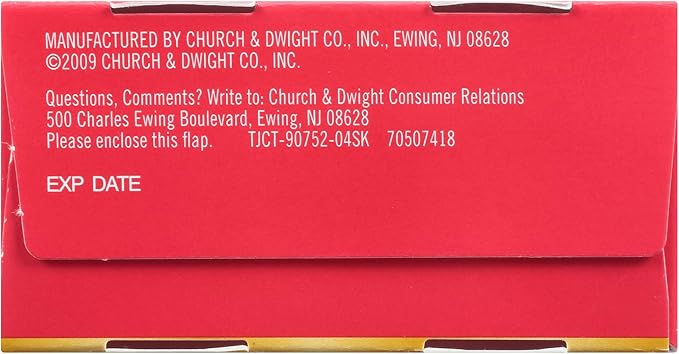 MANUFACTURED BY CHURCH & DWIGHT CO., INC., EWING, NJ 08628
©2009 CHURCH & DWIGHT CO., INC.
Questions, Comments? Write to: Church & Dwight Consumer Relations
500 Charles Ewing Boulevard, Ewing, NJ 08628
Please enclose this flap. TJCT-90752-04SK 70507418
EXP DATE